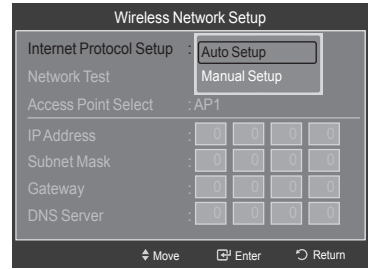 Wireless Network Setup
Internet Protocol Setup : Auto Setup
Manual Setup
Network Test
Access Point Select : AP1
IP Address : 0 0 0 0
Subnet Mask : 0 0 0 0
Gateway : 0 0 0 0
DNS Server : 0 0 0 0
Move Enter Return